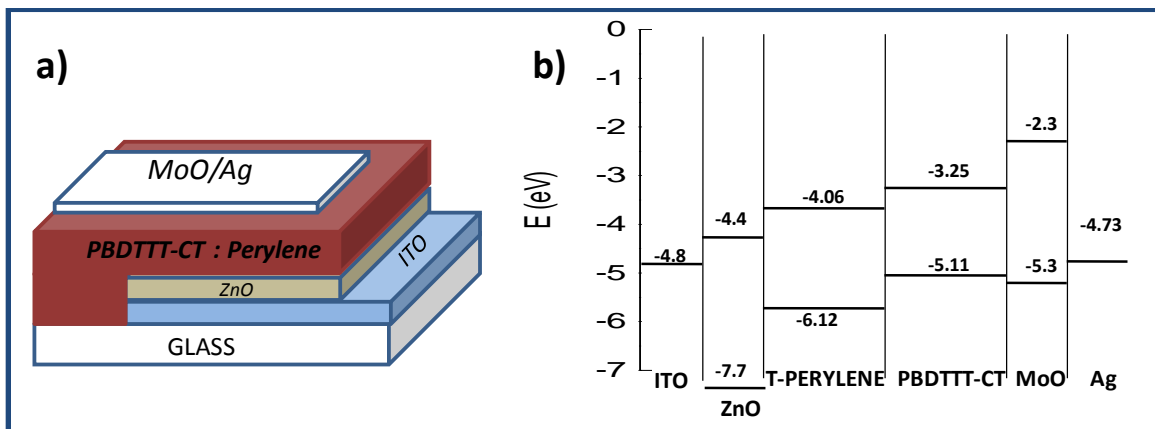 a)
MoO/Ag
PBDTTT-CT : Perylene
ITO
ZnO
GLASS
b)
E (eV)
0
-1
-2
-3
-4
-5
-6
-7
-4.8
-4.4
-7.7
-4.06
-6.12
-3.25
-5.11
-2.3
-5.3
-4.73
ITO
ZnO
T-PERYLENE
PBDTTT-CT
MoO
Ag